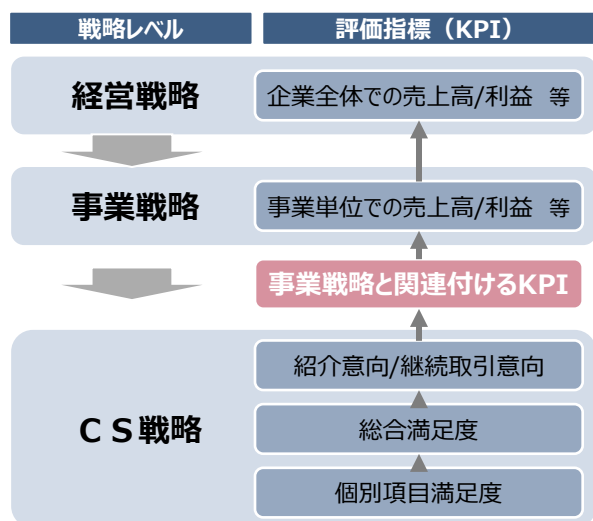 戦略レベル
評価指標（KPI）
経営戦略
企業全体での売上高/利益 等
事業戦略
事業単位での売上高/利益 等
事業戦略と関連付けるKPI
紹介意向/継続取引意向
ＣＳ戦略
総合満足度
個別項目満足度